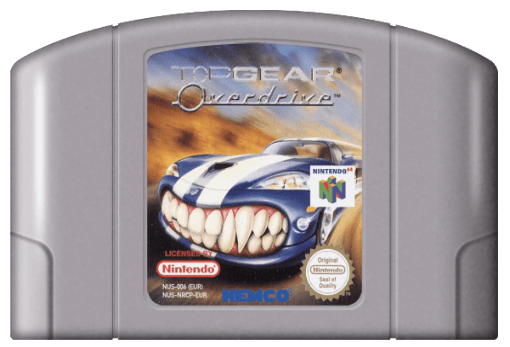 TOP GEAR®
Overdrive™
NINTENDO 64
N
LICENSED BY
Nintendo®
NUS-006 (EUR)
NUS-NRCP-EUR
KEMCO
Original
Nintendo®
Seal of
Quality